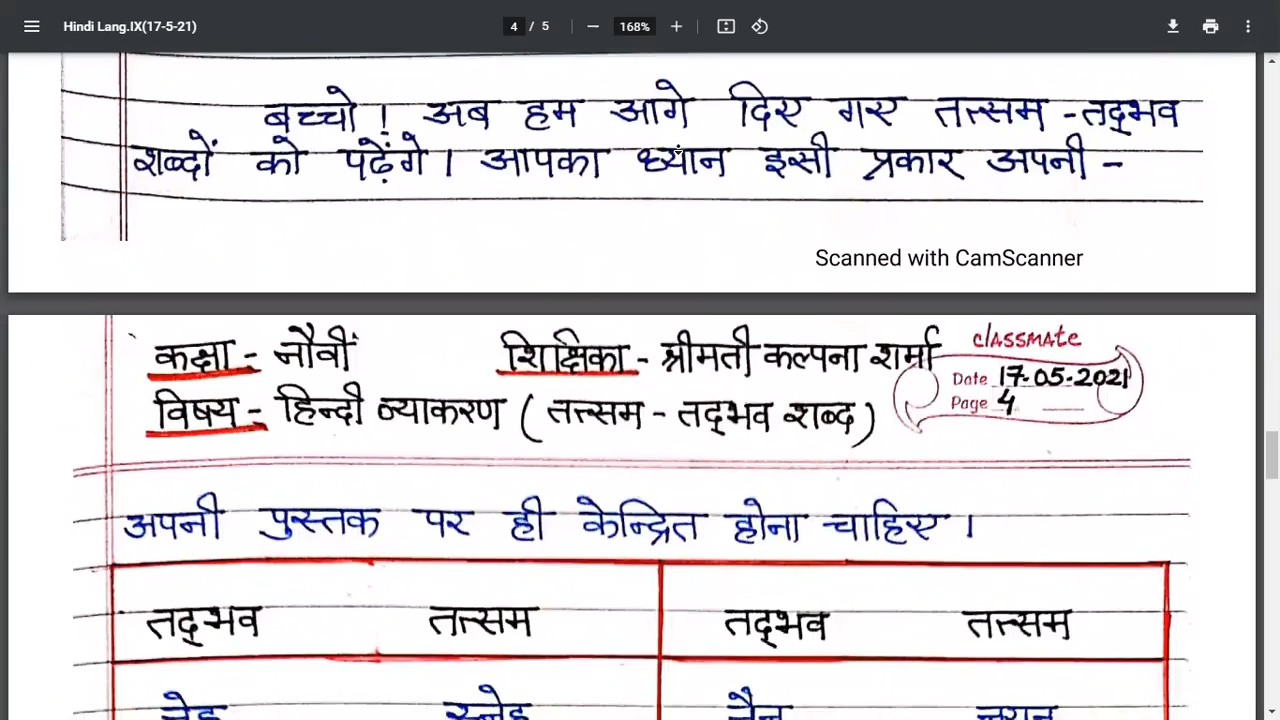 Hindi Lang.IX(17-5-21)
4 / 5
168%
बच्चो ! अब हम आगे दिए गए तत्सम -तद्भव
शब्दों को पढ़ेंगे । आपका ध्यान इसी प्रकार अपनी -
Scanned with CamScanner
कक्षा - नौवीं शिक्षिका - श्रीमती कल्पना शर्मा
classmate
Date 17-05-2021
विषय - हिन्दी व्याकरण ( तत्सम - तद्भव शब्द )
Page 4
अपनी पुस्तक पर ही केन्द्रित होना चाहिए ।
तद्भव तत्सम तद्भव तत्सम